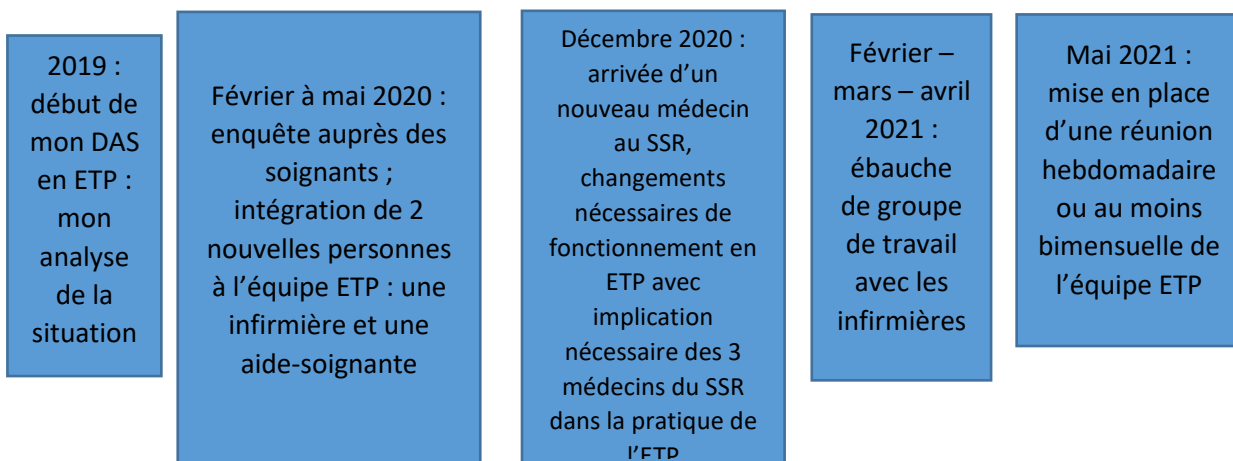 2019 :
début de
mon DAS
en ETP :
mon
analyse
de la
situation
Février à mai 2020 :
enquête auprès des
soignants ;
intégration de 2
nouvelles personnes
à l’équipe ETP : une
infirmière et une
aide-soignante
Décembre 2020 :
arrivée d’un
nouveau médecin
au SSR,
changements
nécessaires de
fonctionnement en
ETP avec
implication
nécessaire des 3
médecins du SSR
dans la pratique de
l’ETP
Février –
mars – avril
2021 :
ébauche
de groupe
de travail
avec les
infirmières
Mai 2021 :
mise en place
d’une réunion
hebdomadaire
ou au moins
bimensuelle de
l’équipe ETP